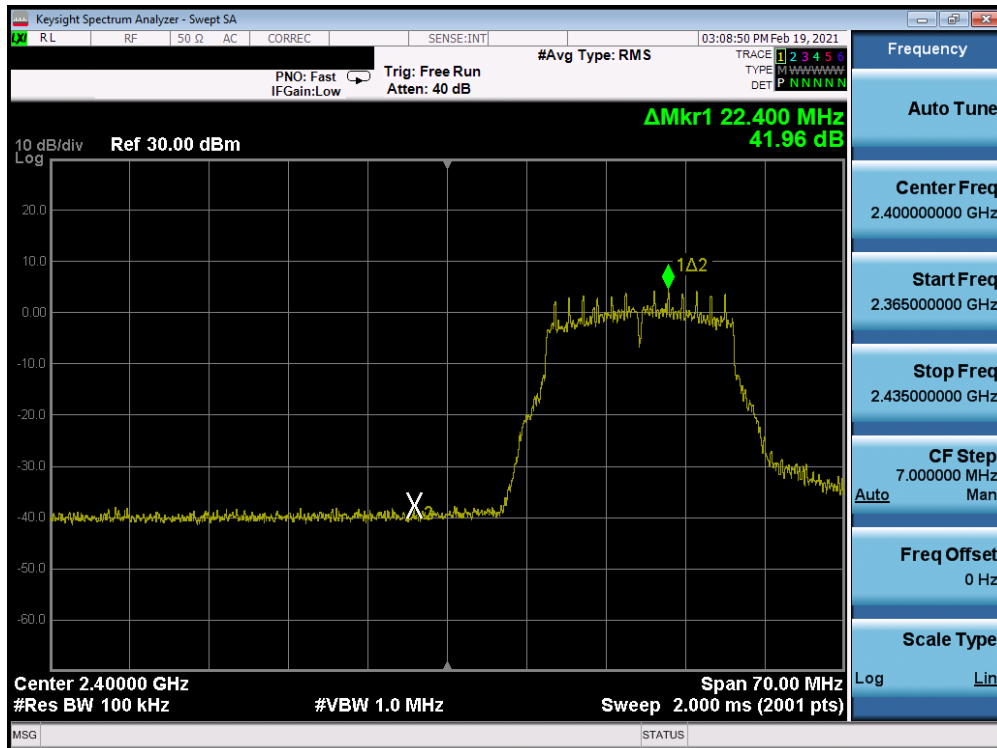 Keysight Spectrum Analyzer - Swept SA
LXI RL RF 50 Ω AC CORREC SENSE:INT 03:08:50 PM Feb 19, 2021
PNO: Fast
IFGain:Low
Trig: Free Run
Atten: 40 dB
#Avg Type: RMS
TRACE 1 2 3 4 5 6
TYPE M WWWWW
DET P N N N N N
ΔMkr1 22.400 MHz
41.96 dB
10 dB/div Ref 30.00 dBm
Log
20.0
10.0
0.00
-10.0
-20.0
-30.0
-40.0
-50.0
-60.0
1Δ2
X2
Center 2.40000 GHz Span 70.00 MHz
#Res BW 100 kHz #VBW 1.0 MHz Sweep 2.000 ms (2001 pts)
MSG STATUS
Frequency
Auto Tune
Center Freq
2.400000000 GHz
Start Freq
2.365000000 GHz
Stop Freq
2.435000000 GHz
CF Step
7.000000 MHz
Auto Man
Freq Offset
0 Hz
Scale Type
Log Lin